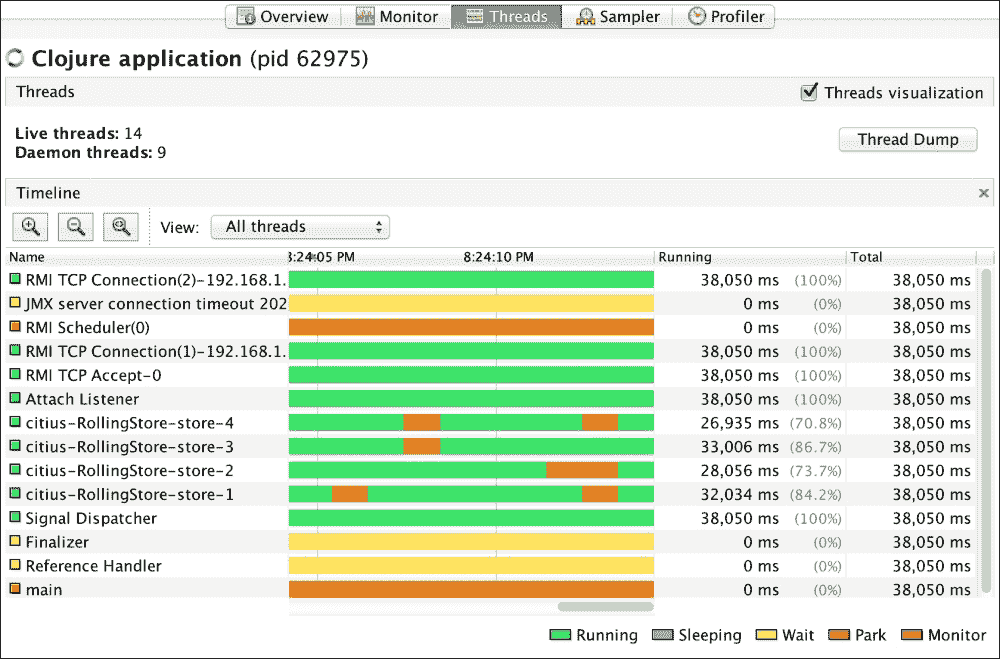 Overview Monitor Threads Sampler Profiler
Clojure application (pid 62975)
Threads Threads visualization
Live threads: 14
Daemon threads: 9
Thread Dump
Timeline
View: All threads
Name 8:24:05 PM 8:24:10 PM Running Total
RMI TCP Connection(2)-192.168.1. 38,050 ms (100%) 38,050 ms
JMX server connection timeout 202 0 ms (0%) 38,050 ms
RMI Scheduler(0) 0 ms (0%) 38,050 ms
RMI TCP Connection(1)-192.168.1. 38,050 ms (100%) 38,050 ms
RMI TCP Accept-0 38,050 ms (100%) 38,050 ms
Attach Listener 38,050 ms (100%) 38,050 ms
citius-RollingStore-store-4 26,935 ms (70.8%) 38,050 ms
citius-RollingStore-store-3 33,006 ms (86.7%) 38,050 ms
citius-RollingStore-store-2 28,056 ms (73.7%) 38,050 ms
citius-RollingStore-store-1 32,034 ms (84.2%) 38,050 ms
Signal Dispatcher 38,050 ms (100%) 38,050 ms
Finalizer 0 ms (0%) 38,050 ms
Reference Handler 0 ms (0%) 38,050 ms
main 0 ms (0%) 38,050 ms
Running Sleeping Wait Park Monitor